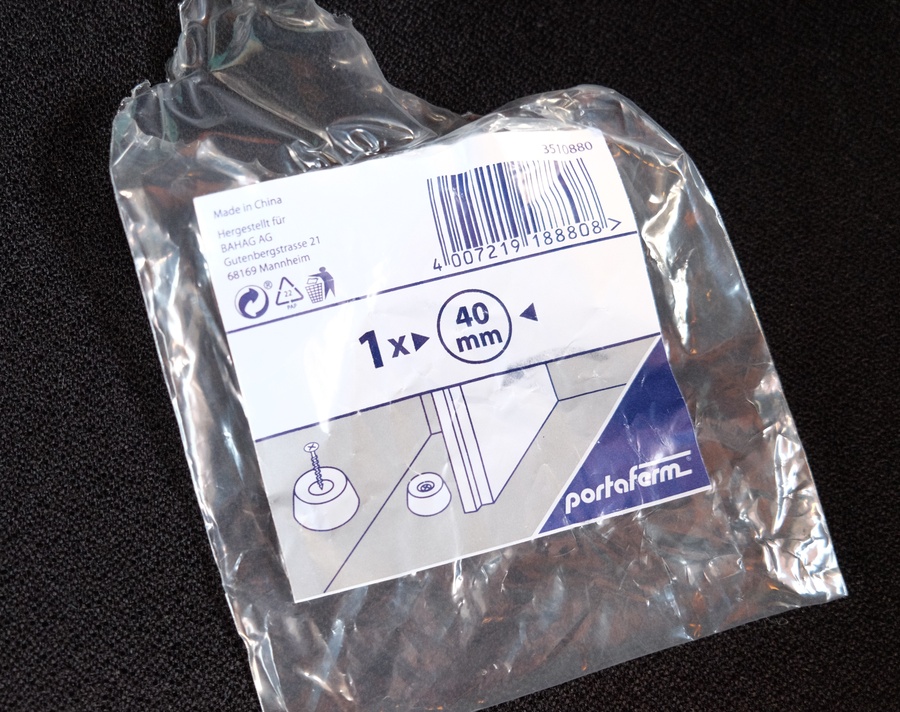 3510880
Made in China
Hergestellt für
BAHAG AG
Gutenbergstrasse 21
68169 Mannheim
4 007219 188808 >
®
22
PAP
1x
40
mm
portaferm